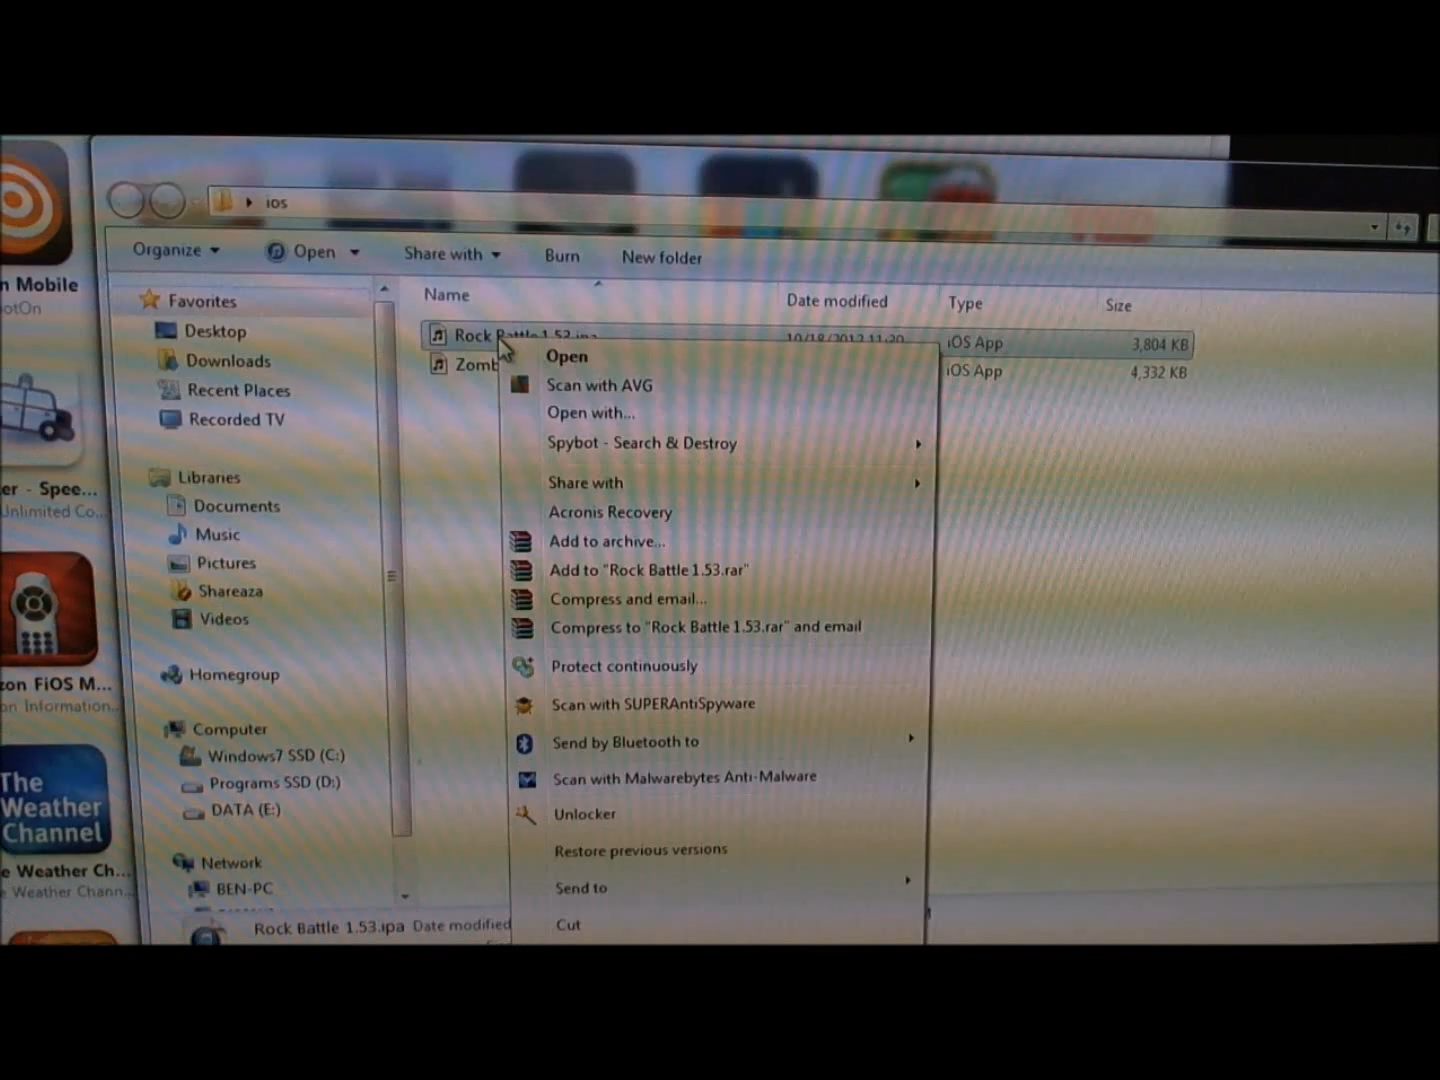 ios
Organize
Open
Share with
Burn
New folder
n Mobile
otOn
er - Spee...
Unlimited Co...
zon FiOS M...
on Information...
The
Weather
Channel
e Weather Ch...
e Weather Chann...
Favorites
Desktop
Downloads
Recent Places
Recorded TV
Libraries
Documents
Music
Pictures
Shareaza
Videos
Homegroup
Computer
Windows7 SSD (C:)
Programs SSD (D:)
DATA (E:)
Network
BEN-PC
Name
Date modified
Type
Size
Rock Battle 1.53.ipa
10/18/2012 11:20
iOS App
3,804 KB
Zomb
iOS App
4,332 KB
Open
Scan with AVG
Open with...
Spybot - Search & Destroy
Share with
Acronis Recovery
Add to archive...
Add to "Rock Battle 1.53.rar"
Compress and email...
Compress to "Rock Battle 1.53.rar" and email
Protect continuously
Scan with SUPERAntiSpyware
Send by Bluetooth to
Scan with Malwarebytes Anti-Malware
Unlocker
Restore previous versions
Send to
Cut
Rock Battle 1.53.ipa Date modified